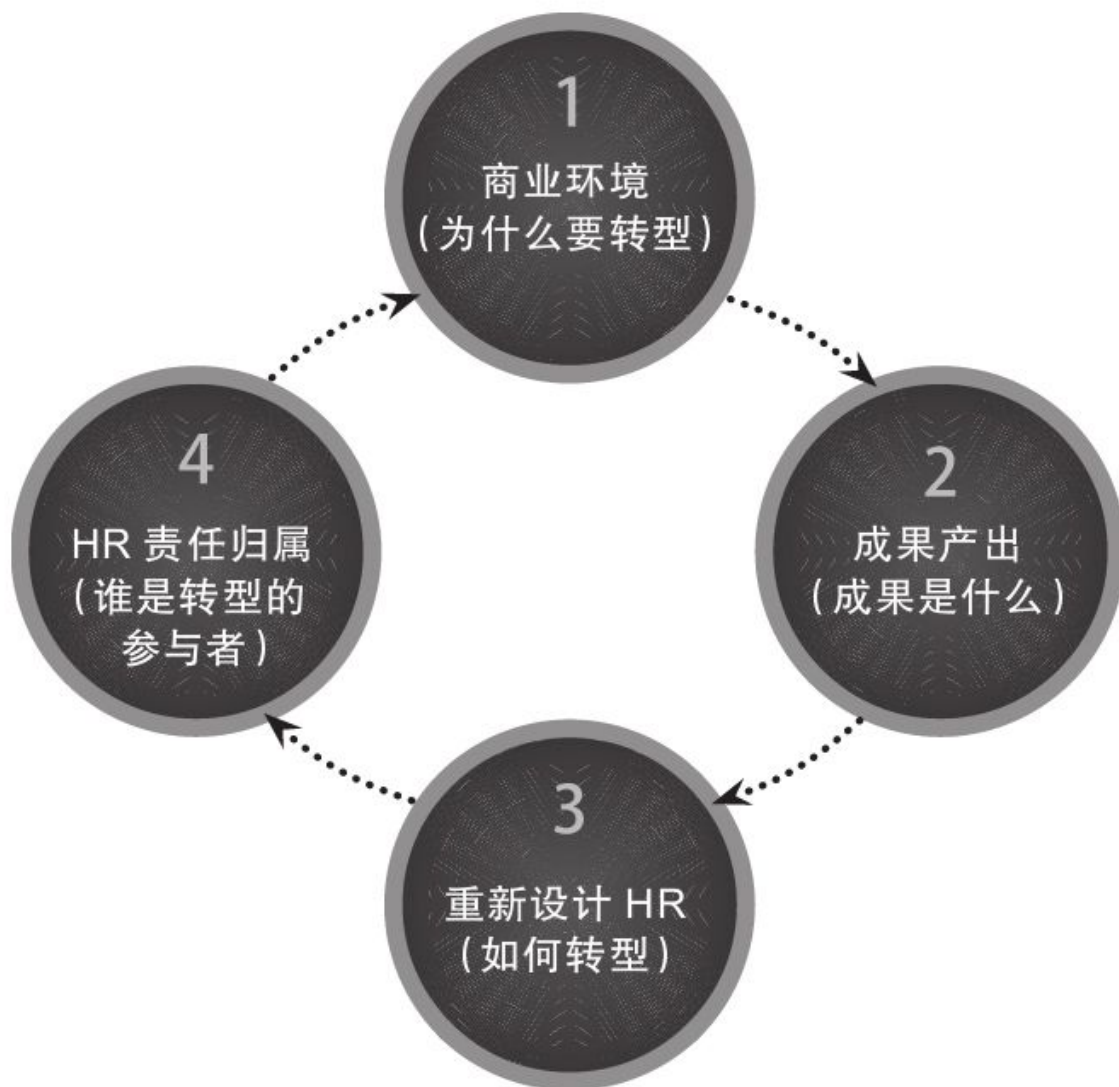 1
商业环境
(为什么要转型)
2
成果产出
(成果是什么)
3
重新设计 HR
(如何转型)
4
HR 责任归属
(谁是转型的
参与者)